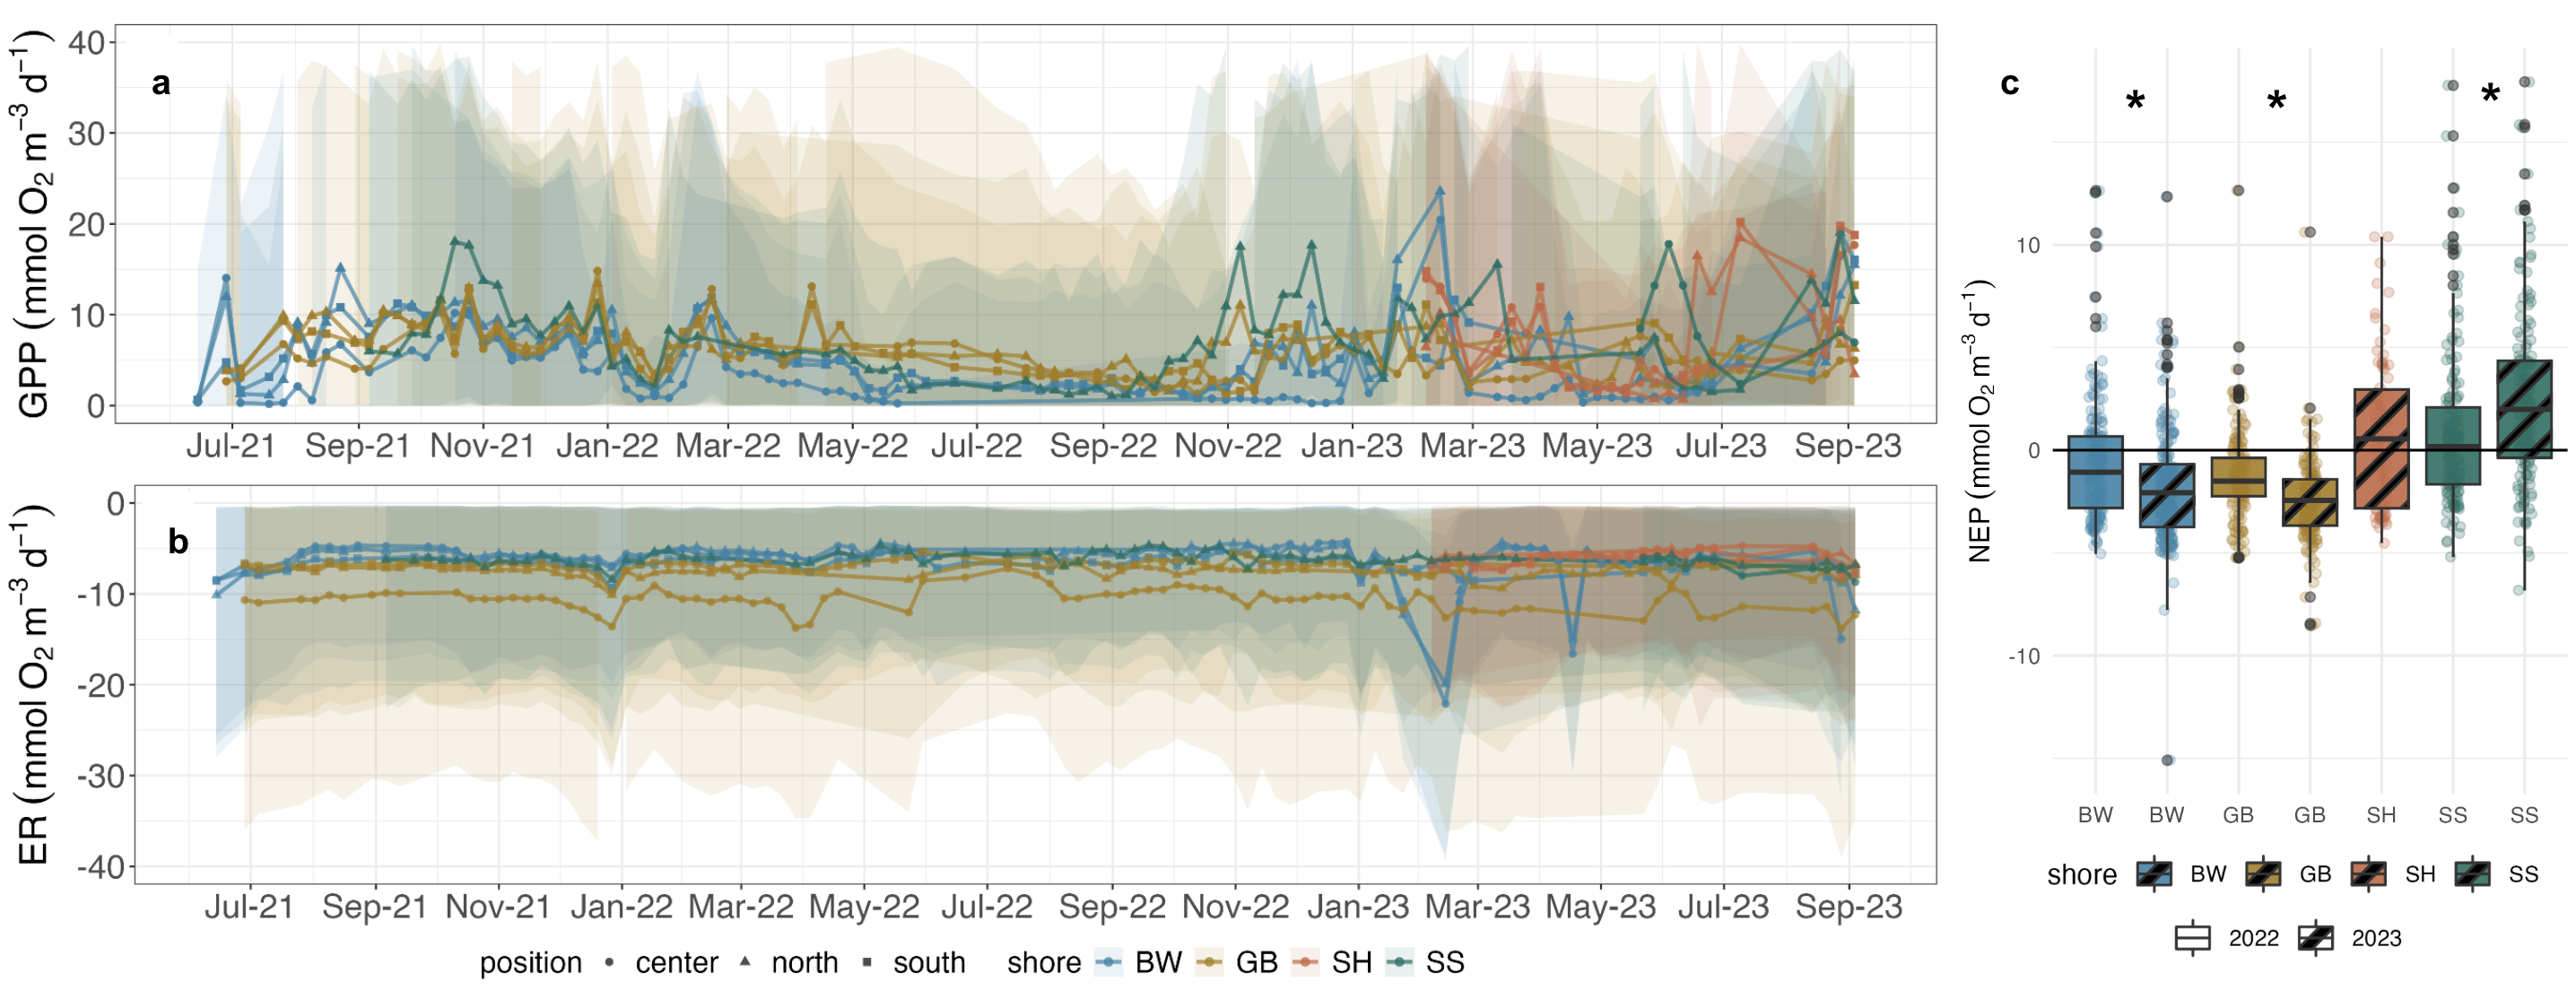 a
GPP (mmol O2 m−3 d−1)
40
30
20
10
0
Jul-21 Sep-21 Nov-21 Jan-22 Mar-22 May-22 Jul-22 Sep-22 Nov-22 Jan-23 Mar-23 May-23 Jul-23 Sep-23
b
ER (mmol O2 m−3 d−1)
0
-10
-20
-30
-40
Jul-21 Sep-21 Nov-21 Jan-22 Mar-22 May-22 Jul-22 Sep-22 Nov-22 Jan-23 Mar-23 May-23 Jul-23 Sep-23
position center north south shore BW GB SH SS
c
* * *
NEP (mmol O2 m−3 d−1)
10
0
-10
BW BW GB GB SH SS SS
shore BW GB SH SS
2022 2023